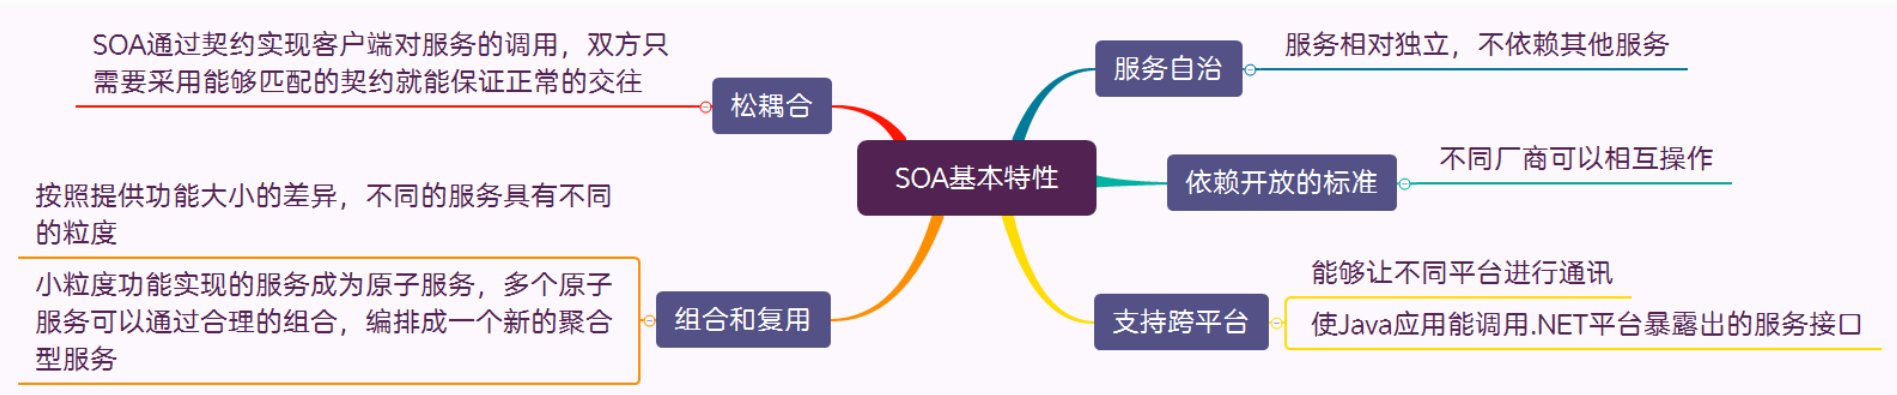 SOA基本特性
服务自治
服务相对独立，不依赖其他服务
依赖开放的标准
不同厂商可以相互操作
支持跨平台
能够让不同平台进行通讯
使Java应用能调用.NET平台暴露出的服务接口
松耦合
SOA通过契约实现客户端对服务的调用，双方只
需要采用能够匹配的契约就能保证正常的交往
组合和复用
按照提供功能大小的差异，不同的服务具有不同
的粒度
小粒度功能实现的服务成为原子服务，多个原子
服务可以通过合理的组合，编排成一个新的聚合
型服务